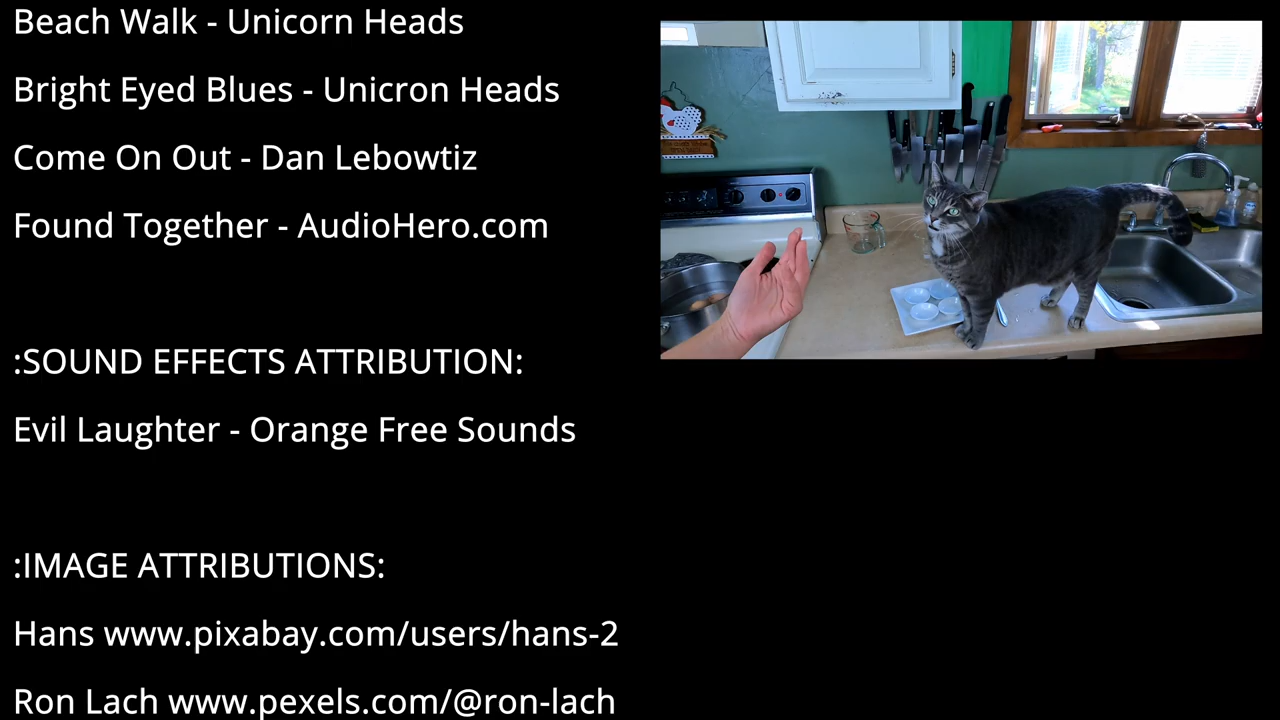 Beach Walk - Unicorn Heads
Bright Eyed Blues - Unicron Heads
Come On Out - Dan Lebowtiz
Found Together - AudioHero.com
:SOUND EFFECTS ATTRIBUTION:
Evil Laughter - Orange Free Sounds
:IMAGE ATTRIBUTIONS:
Hans www.pixabay.com/users/hans-2
Ron Lach www.pexels.com/@ron-lach